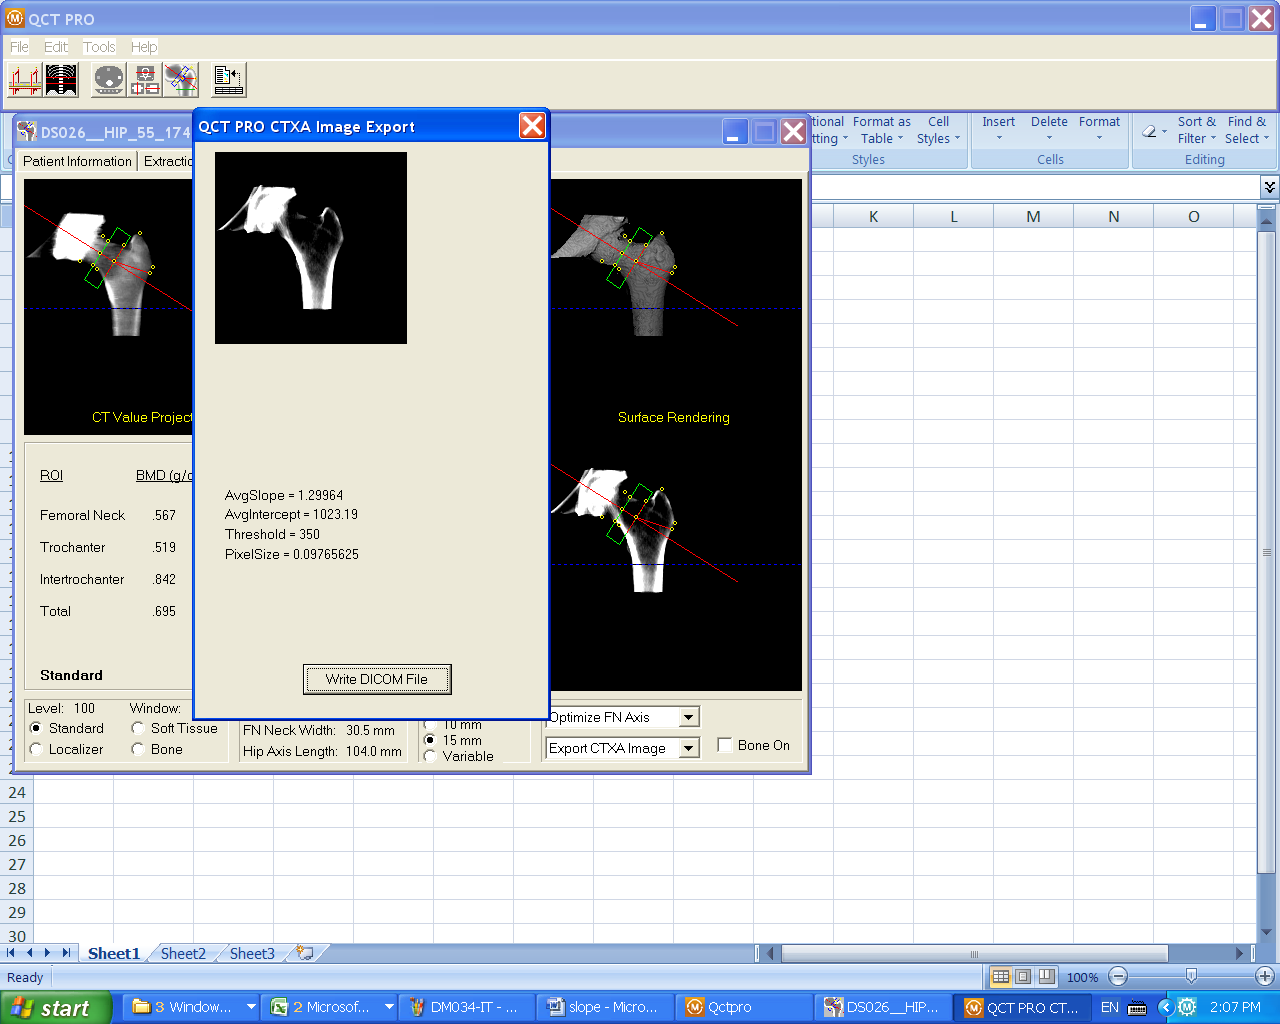 QCT PRO
File Edit Tools Help
DS026__HIP_55_174
QCT PRO CTXA Image Export
Patient Information
Extractio
tional
Format as
Cell
Insert
Delete
Format
Sort &
Find &
tting
Table
Styles
Filter
Select
Styles
Cells
Editing
K L M N O
CT Value Project
Surface Rendering
ROI
BMD (g/c
Femoral Neck .567
Trochanter .519
Intertrochanter .842
Total .695
Standard
AvgSlope = 1.29964
AvgIntercept = 1023.19
Threshold = 350
PixelSize = 0.09765625
Write DICOM File
Level: 100 Window:
Standard Soft Tissue
Localizer Bone
FN Neck Width: 30.5 mm
Hip Axis Length: 104.0 mm
10 mm
15 mm
Variable
Optimize FN Axis
Export CTXA Image
Bone On
24
25
26
27
28
29
30
Sheet1 Sheet2 Sheet3
Ready
100%
start
3 Window...
2 Microsof...
DM034-IT - ...
slope - Micro...
Qctpro
DS026__HIP...
QCT PRO CT...
EN
2:07 PM